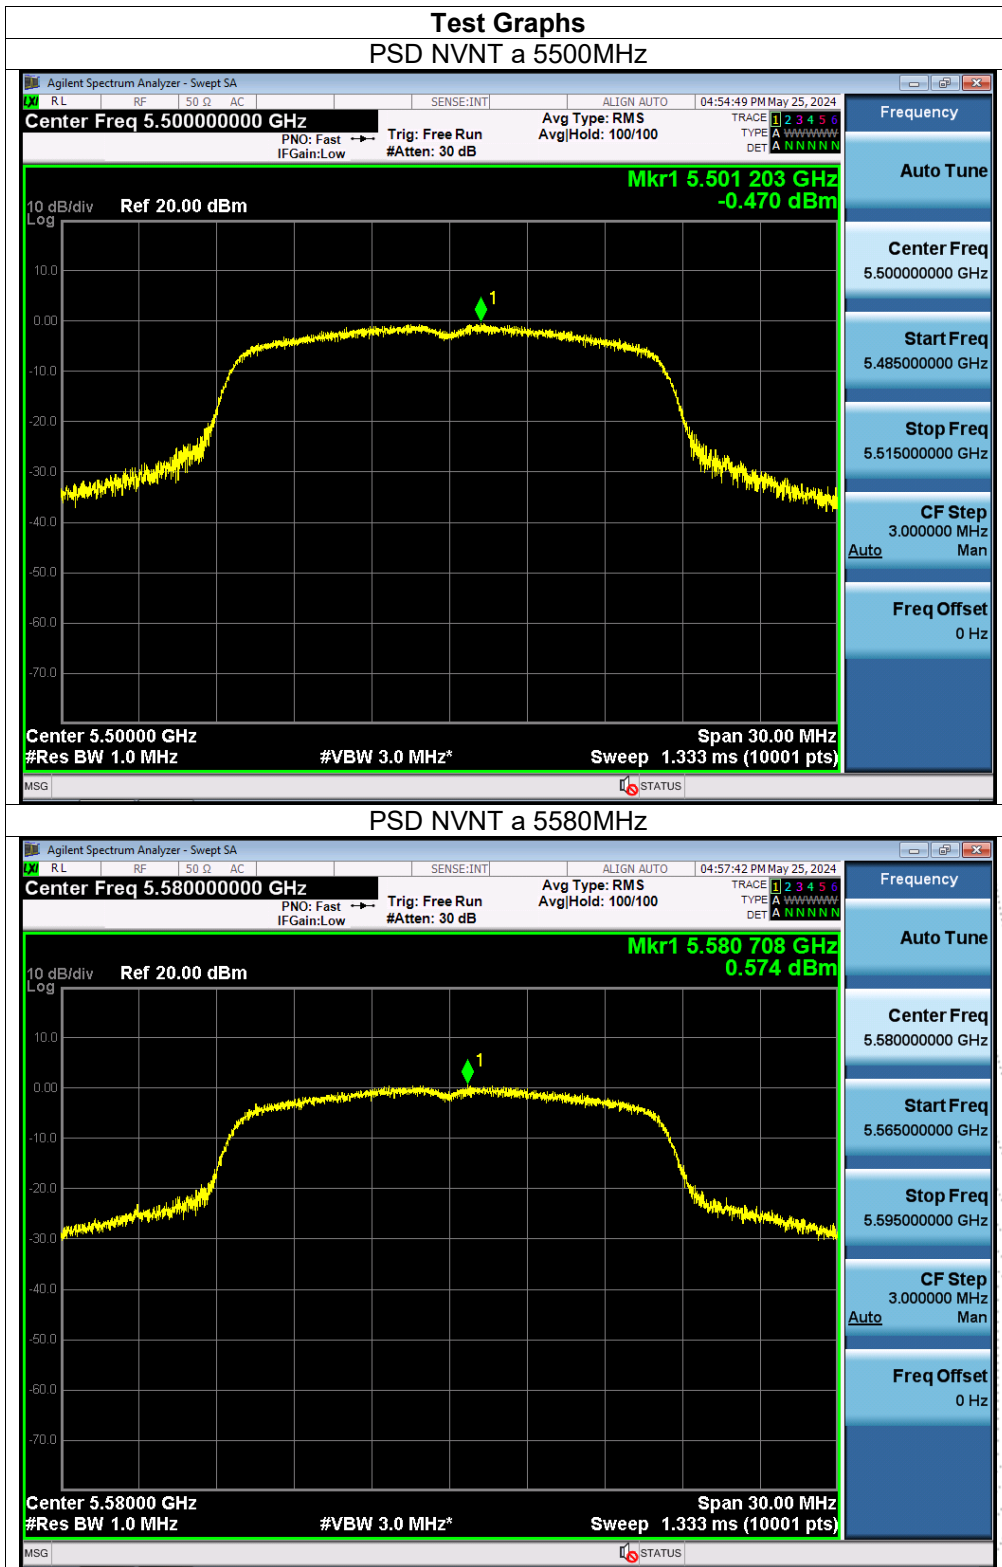 Test Graphs
PSD NVNT a 5500MHz
Agilent Spectrum Analyzer - Swept SA
LXI RL RF 50 Ω AC SENSE:INT ALIGN AUTO 04:54:49 PM May 25, 2024
Center Freq 5.500000000 GHz
PNO: Fast
IFGain:Low
Trig: Free Run
#Atten: 30 dB
Avg Type: RMS
Avg|Hold: 100/100
TRACE 1 2 3 4 5 6
TYPE A WWWWW
DET A N N N N N
Mkr1 5.501 203 GHz
-0.470 dBm
10 dB/div Ref 20.00 dBm
Log
10.0
0.00
-10.0
-20.0
-30.0
-40.0
-50.0
-60.0
-70.0
1
Center 5.50000 GHz Span 30.00 MHz
#Res BW 1.0 MHz #VBW 3.0 MHz* Sweep 1.333 ms (10001 pts)
MSG STATUS
Frequency
Auto Tune
Center Freq
5.500000000 GHz
Start Freq
5.485000000 GHz
Stop Freq
5.515000000 GHz
CF Step
3.000000 MHz
Auto Man
Freq Offset
0 Hz
PSD NVNT a 5580MHz
Agilent Spectrum Analyzer - Swept SA
LXI RL RF 50 Ω AC SENSE:INT ALIGN AUTO 04:57:42 PM May 25, 2024
Center Freq 5.580000000 GHz
PNO: Fast
IFGain:Low
Trig: Free Run
#Atten: 30 dB
Avg Type: RMS
Avg|Hold: 100/100
TRACE 1 2 3 4 5 6
TYPE A WWWWW
DET A N N N N N
Mkr1 5.580 708 GHz
0.574 dBm
10 dB/div Ref 20.00 dBm
Log
10.0
0.00
-10.0
-20.0
-30.0
-40.0
-50.0
-60.0
-70.0
1
Center 5.58000 GHz Span 30.00 MHz
#Res BW 1.0 MHz #VBW 3.0 MHz* Sweep 1.333 ms (10001 pts)
MSG STATUS
Frequency
Auto Tune
Center Freq
5.580000000 GHz
Start Freq
5.565000000 GHz
Stop Freq
5.595000000 GHz
CF Step
3.000000 MHz
Auto Man
Freq Offset
0 Hz